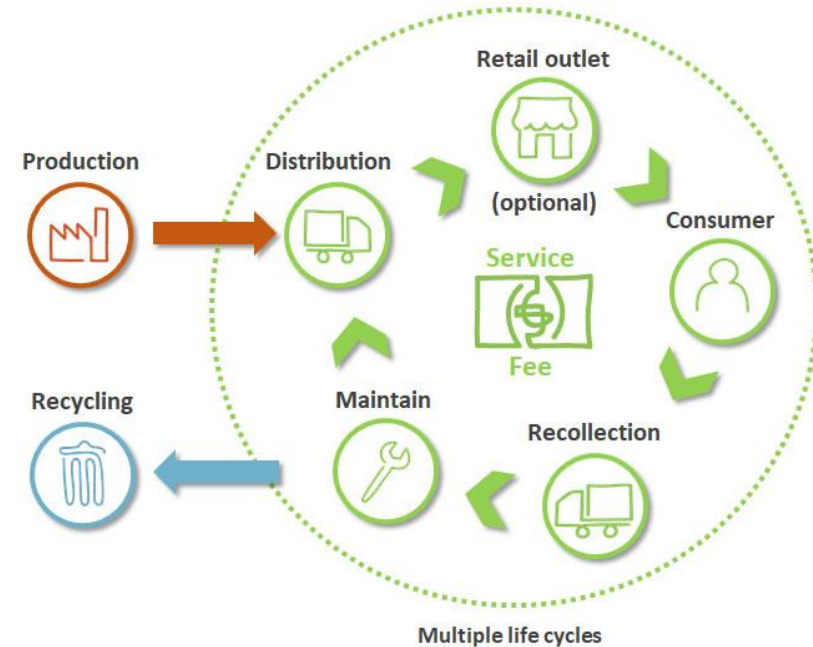 Retail outlet
Production
Distribution
(optional)
Consumer
Service
Fee
Recycling
Maintain
Recollection
Multiple life cycles